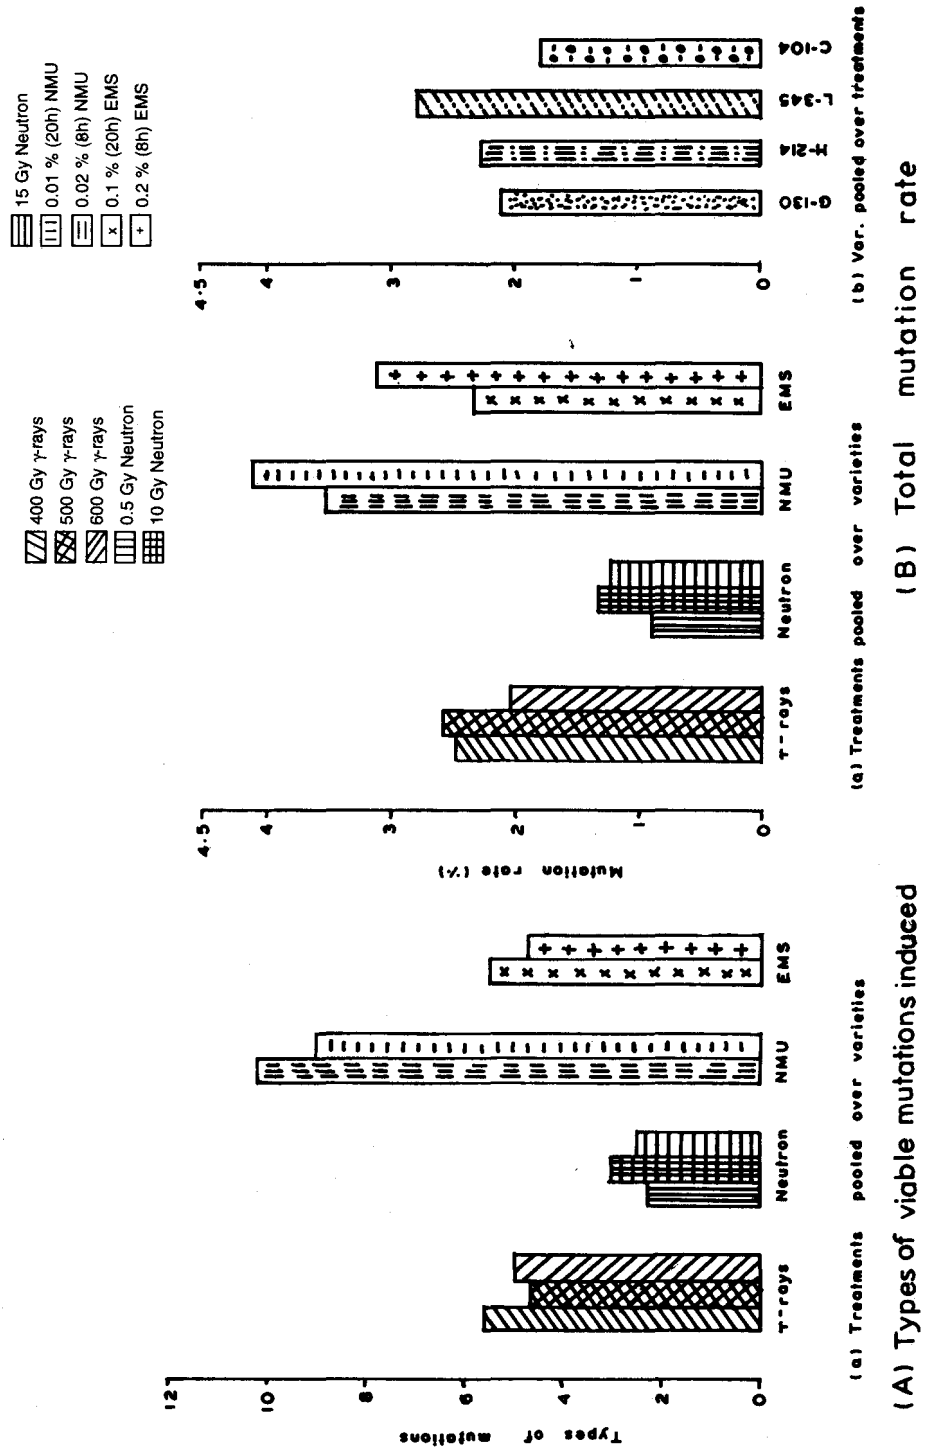 400 Gy γ-rays
500 Gy γ-rays
600 Gy γ-rays
0.5 Gy Neutron
10 Gy Neutron
15 Gy Neutron
0.01 % (20h) NMU
0.02 % (8h) NMU
0.1 % (20h) EMS
0.2 % (8h) EMS
Types of mutations
12
10
8
6
4
2
0
γ-rays
Neutron
NMU
EMS
(a) Treatments pooled over varieties
(A) Types of viable mutations induced
Mutation rate (%)
4.5
4
3
2
1
0
γ-rays
Neutron
NMU
EMS
(a) Treatments pooled over varieties
4.5
4
3
2
1
0
G-130
H-214
L-345
C-104
(b) Var. pooled over treatments
(B) Total mutation rate